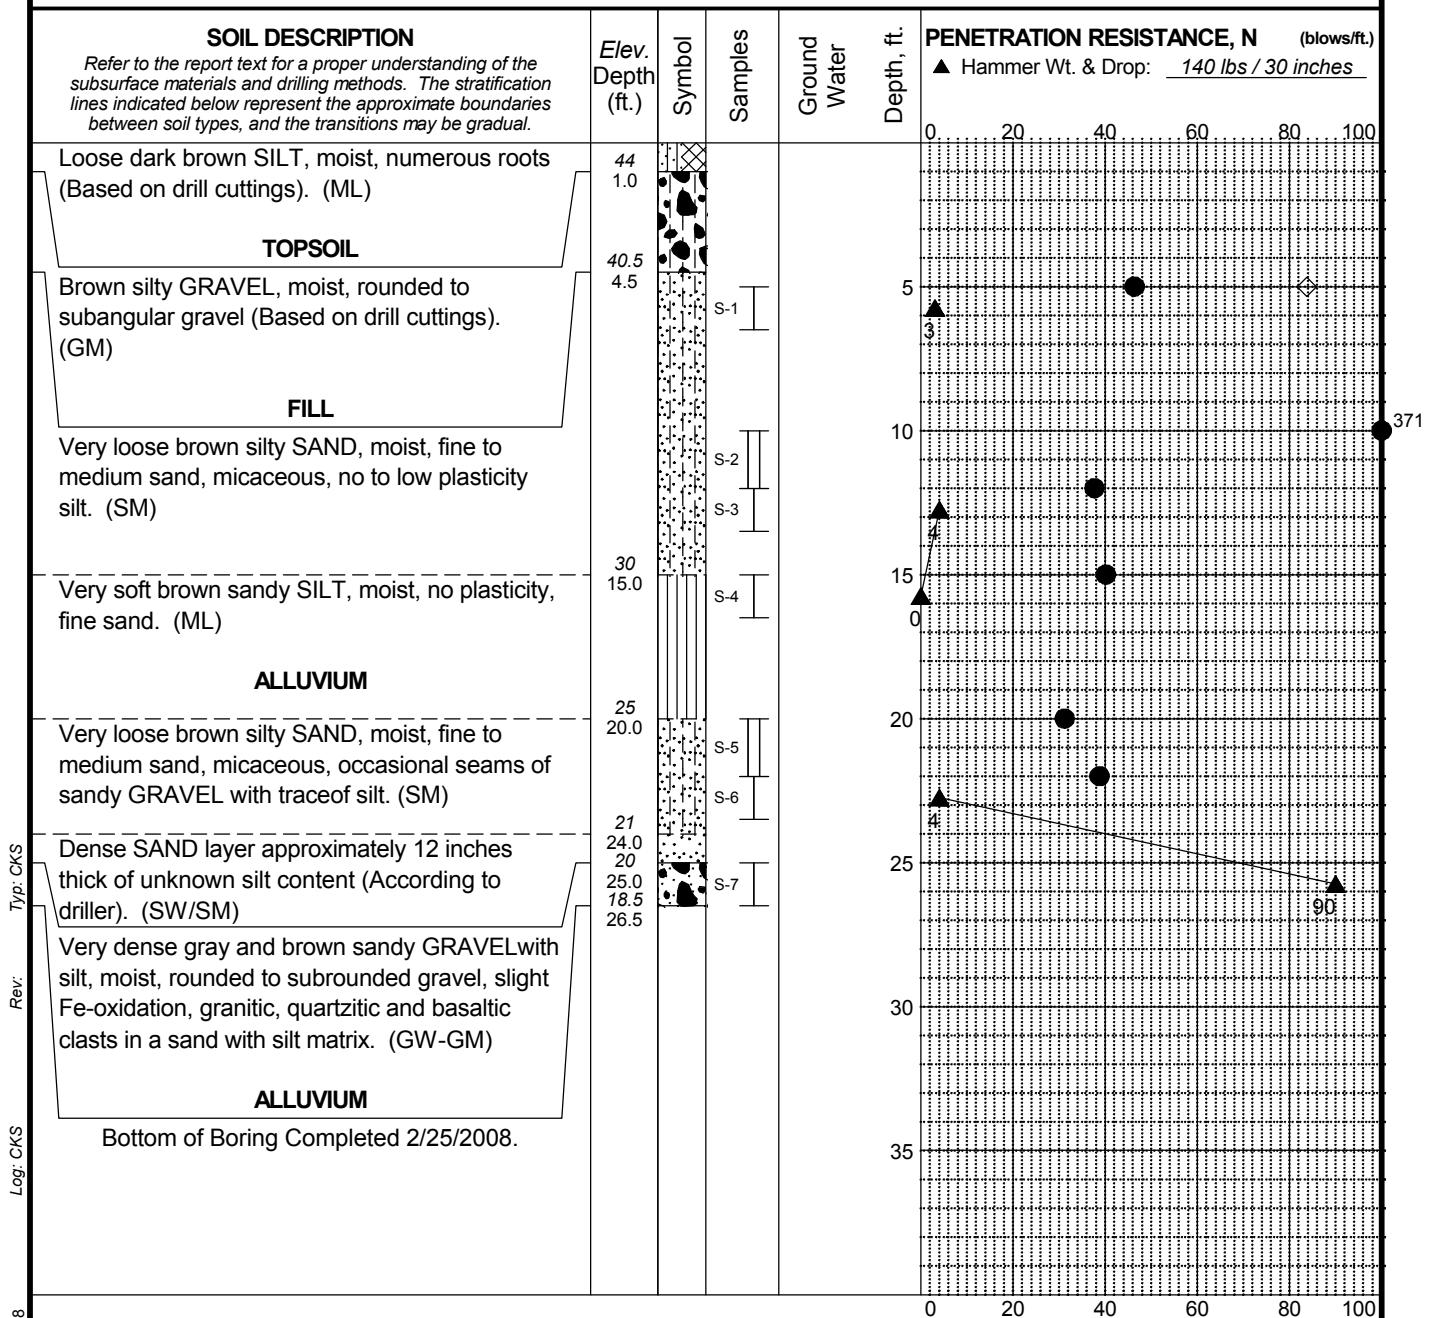 SOIL DESCRIPTION
Refer to the report text for a proper understanding of the
subsurface materials and drilling methods. The stratification
lines indicated below represent the approximate boundaries
between soil types, and the transitions may be gradual.
Elev.
Depth
(ft.)
Symbol
Samples
Ground
Water
Depth, ft.
PENETRATION RESISTANCE, N (blows/ft.)
▲ Hammer Wt. & Drop: 140 lbs / 30 inches
0 20 40 60 80 100
Loose dark brown SILT, moist, numerous roots
(Based on drill cuttings). (ML)
TOPSOIL
Brown silty GRAVEL, moist, rounded to
subangular gravel (Based on drill cuttings).
(GM)
FILL
Very loose brown silty SAND, moist, fine to
medium sand, micaceous, no to low plasticity
silt. (SM)
Very soft brown sandy SILT, moist, no plasticity,
fine sand. (ML)
ALLUVIUM
Very loose brown silty SAND, moist, fine to
medium sand, micaceous, occasional seams of
sandy GRAVEL with traceof silt. (SM)
Dense SAND layer approximately 12 inches
thick of unknown silt content (According to
driller). (SW/SM)
Very dense gray and brown sandy GRAVELwith
silt, moist, rounded to subrounded gravel, slight
Fe-oxidation, granitic, quartzitic and basaltic
clasts in a sand with silt matrix. (GW-GM)
ALLUVIUM
Bottom of Boring Completed 2/25/2008.
44
1.0
40.5
4.5
30
15.0
25
20.0
21
24.0
20
25.0
18.5
26.5
S-1
S-2
S-3
S-4
S-5
S-6
S-7
5
10
15
20
25
30
35
3
371
4
0
4
90
0 20 40 60 80 100
Typ: CKS
Rev:
Log: CKS
8